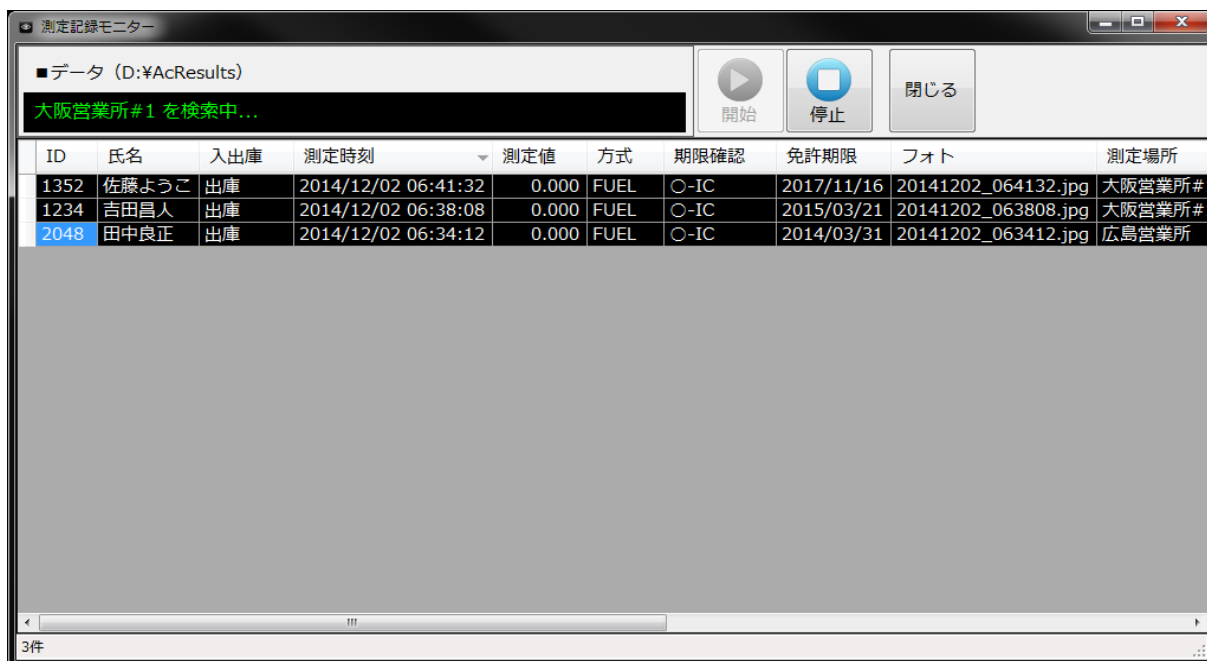 測定記録モニター
■データ（D:¥AcResults）
大阪営業所#1 を検索中...
開始
停止
閉じる
ID 氏名 入出庫 測定時刻 測定値 方式 期限確認 免許期限 フォト 測定場所
1352 佐藤ようこ 出庫 2014/12/02 06:41:32 0.000 FUEL ○-IC 2017/11/16 20141202_064132.jpg 大阪営業所#
1234 吉田昌人 出庫 2014/12/02 06:38:08 0.000 FUEL ○-IC 2015/03/21 20141202_063808.jpg 大阪営業所#
2048 田中良正 出庫 2014/12/02 06:34:12 0.000 FUEL ○-IC 2014/03/31 20141202_063412.jpg 広島営業所
3件